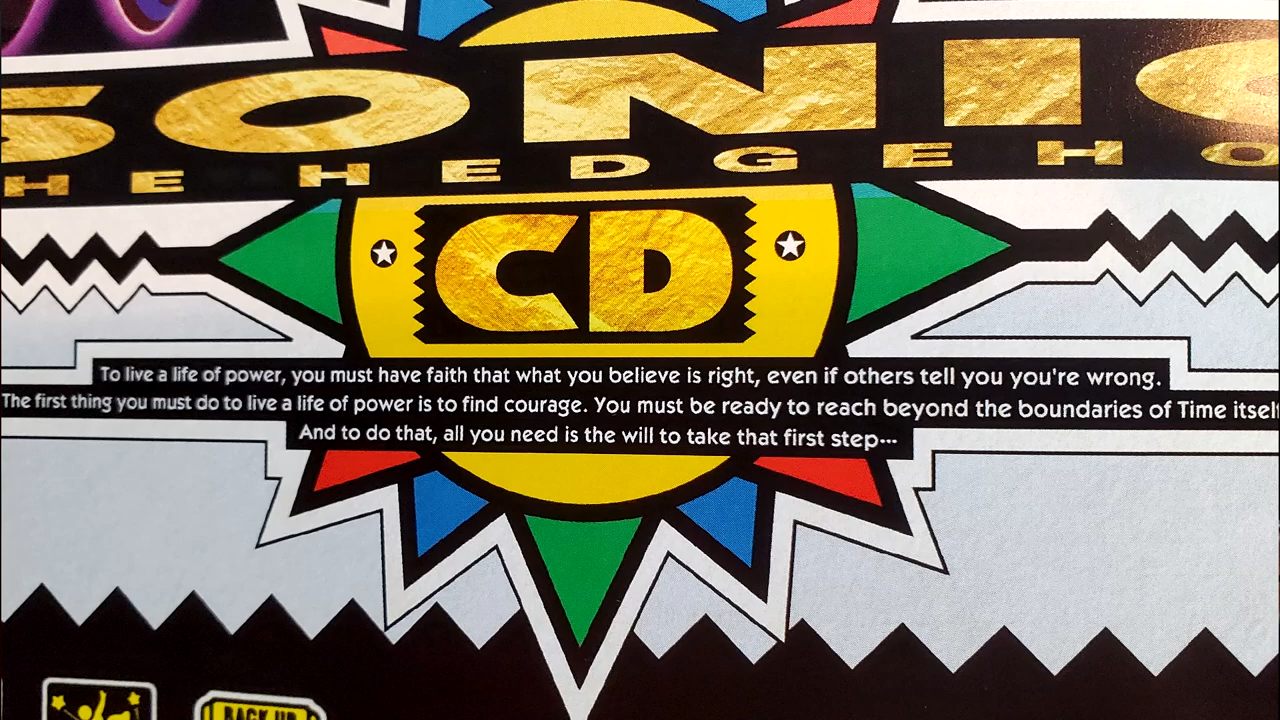 SONIC
HE HEDGEHO
CD
To live a life of power, you must have faith that what you believe is right, even if others tell you you're wrong.
The first thing you must do to live a life of power is to find courage. You must be ready to reach beyond the boundaries of Time itself
And to do that, all you need is the will to take that first step···
BACK UP